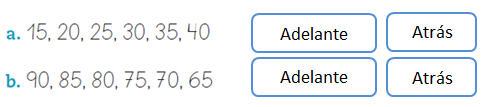 a. 15, 20, 25, 30, 35, 40 Adelante Atrás
b. 90, 85, 80, 75, 70, 65 Adelante Atrás